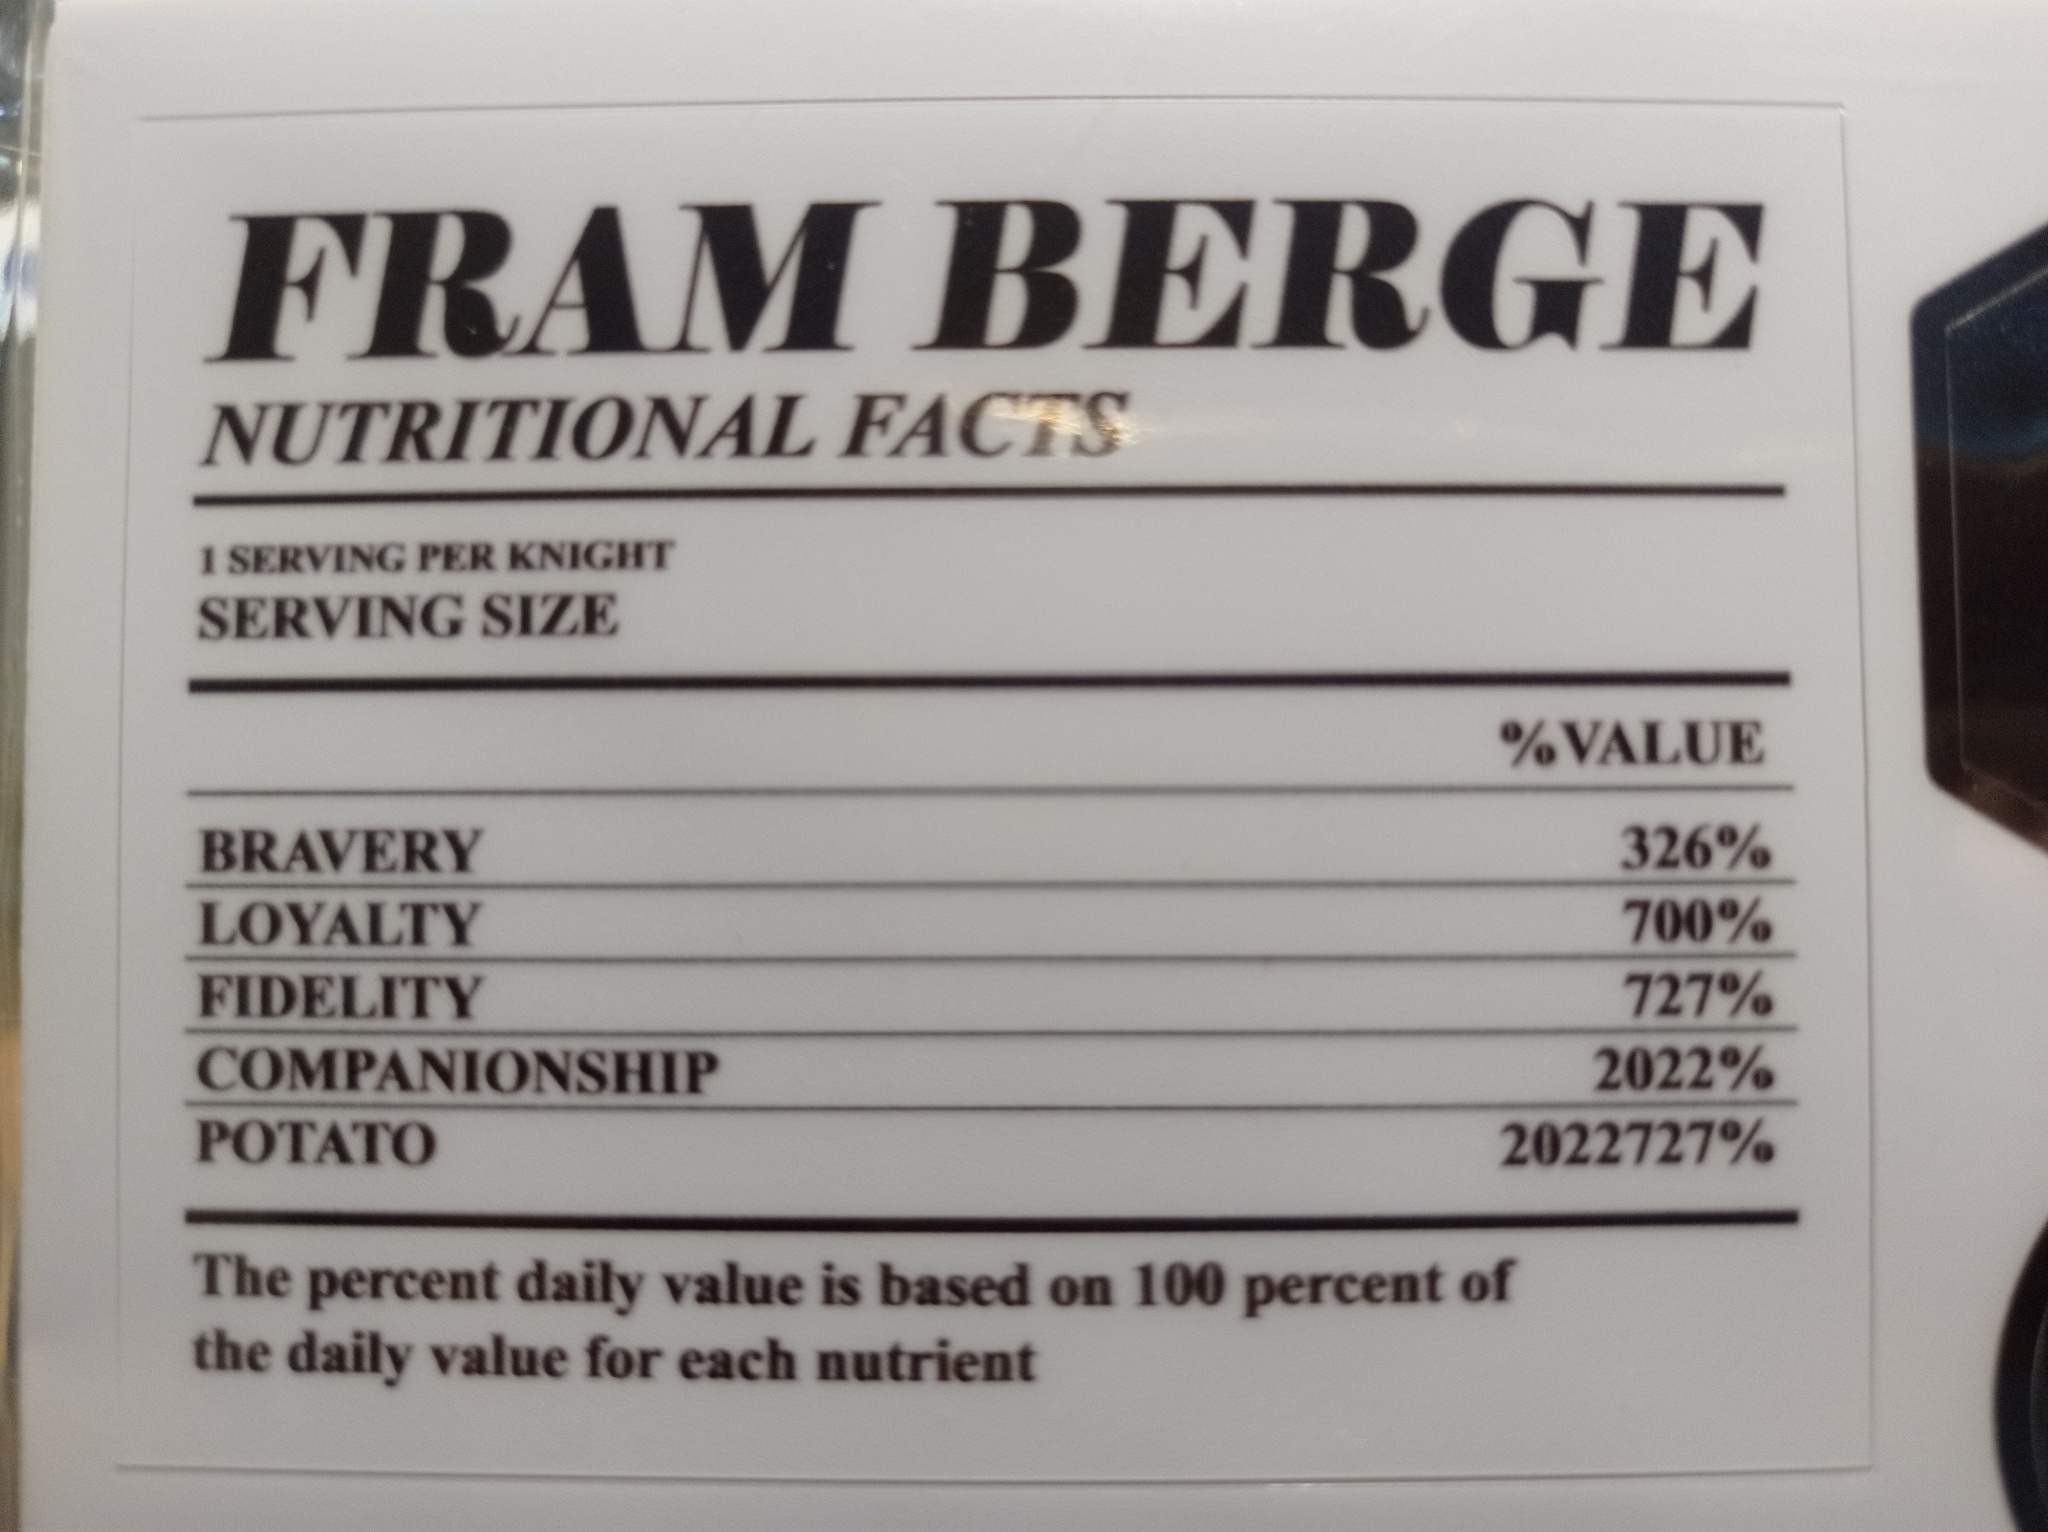 FRAM BERGE
NUTRITIONAL FACTS
1 SERVING PER KNIGHT
SERVING SIZE
%VALUE
BRAVERY 326%
LOYALTY 700%
FIDELITY 727%
COMPANIONSHIP 2022%
POTATO 2022727%
The percent daily value is based on 100 percent of
the daily value for each nutrient